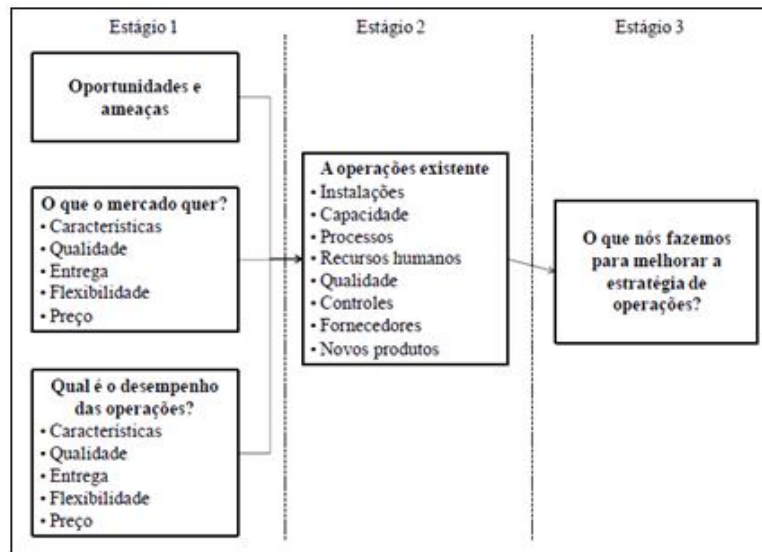 Estágio 1
Estágio 2
Estágio 3
Oportunidades e
ameaças
O que o mercado quer?
• Características
• Qualidade
• Entrega
• Flexibilidade
• Preço
Qual é o desempenho
das operações?
• Características
• Qualidade
• Entrega
• Flexibilidade
• Preço
A operações existente
• Instalações
• Capacidade
• Processos
• Recursos humanos
• Qualidade
• Controles
• Fornecedores
• Novos produtos
O que nós fazemos
para melhorar a
estratégia de
operações?